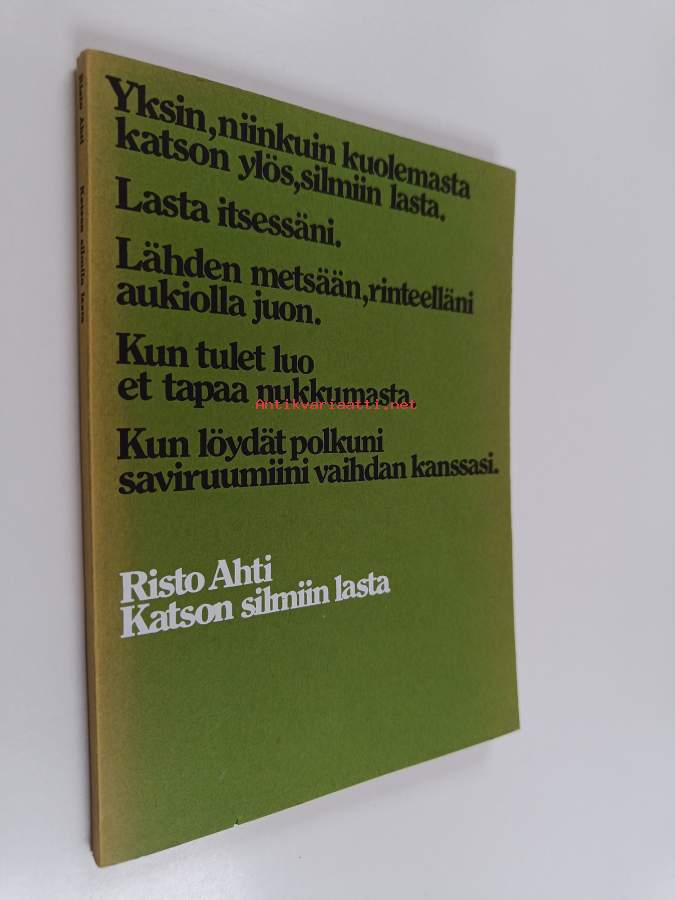 Yksin, niinkuin kuolemasta
katson ylös, silmiin lasta.
Lasta itsessäni.
Lähden metsään, rinteelläni
aukiolla juon.
Kun tulet luo
et tapaa nukkumasta.
Antikvariaatti.net
Kun löydät polkuni
saviruumiini vaihdan kanssasi.
Risto Ahti
Katson silmiin lasta
Risto Ahti Katson silmiin lasta